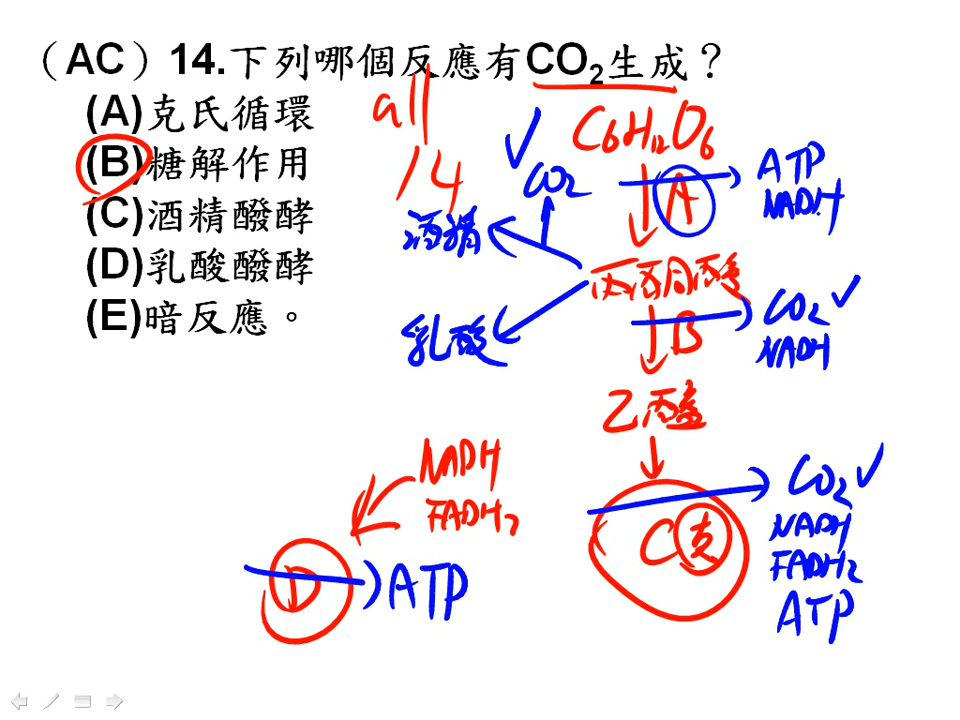 （AC）14.下列哪個反應有CO₂生成？
(A)克氏循環
(B)糖解作用
(C)酒精醱酵
(D)乳酸醱酵
(E)暗反應。
all
14
C6H12O6
CO2
A
ATP
NADH
酒精
丙酮酸
乳酸
B
CO2
NADH
NADH
FADH2
D
ATP
C 克
CO2
NADH
FADH2
ATP